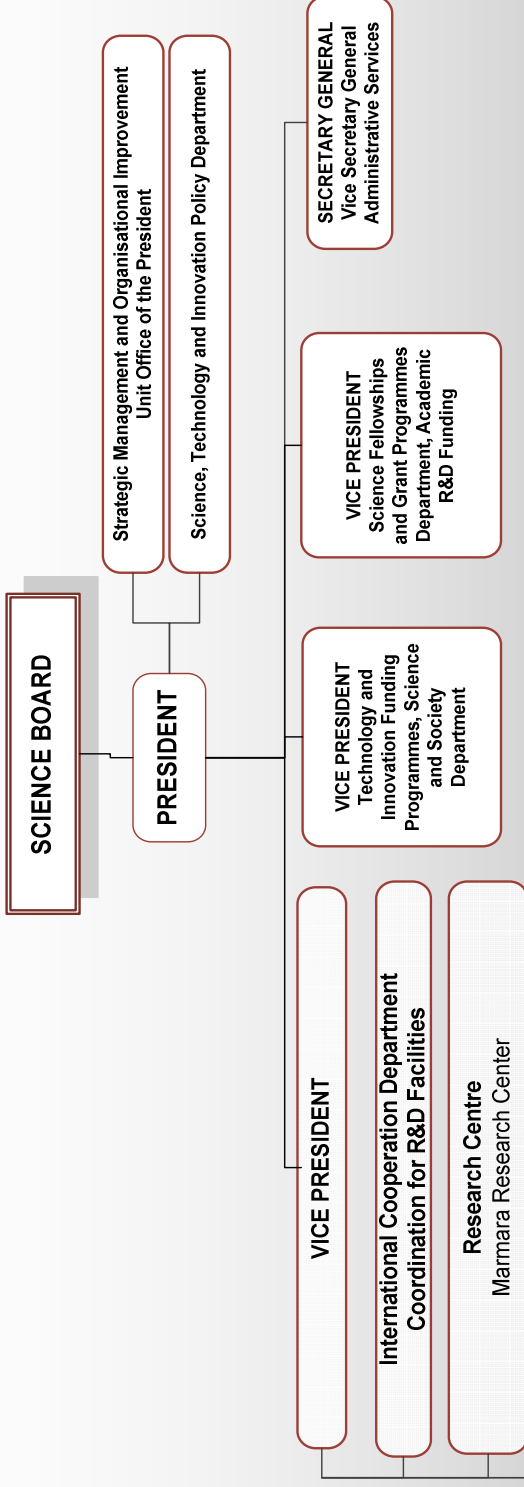 SCIENCE BOARD
Strategic Management and Organisational Improvement
Unit Office of the President
Science, Technology and Innovation Policy Department
PRESIDENT
VICE PRESIDENT
International Cooperation Department
Coordination for R&D Facilities
Research Centre
Marmara Research Center
VICE PRESIDENT
Technology and
Innovation Funding
Programmes, Science
and Society
Department
VICE PRESIDENT
Science Fellowships
and Grant Programmes
Department, Academic
R&D Funding
SECRETARY GENERAL
Vice Secretary General
Administrative Services